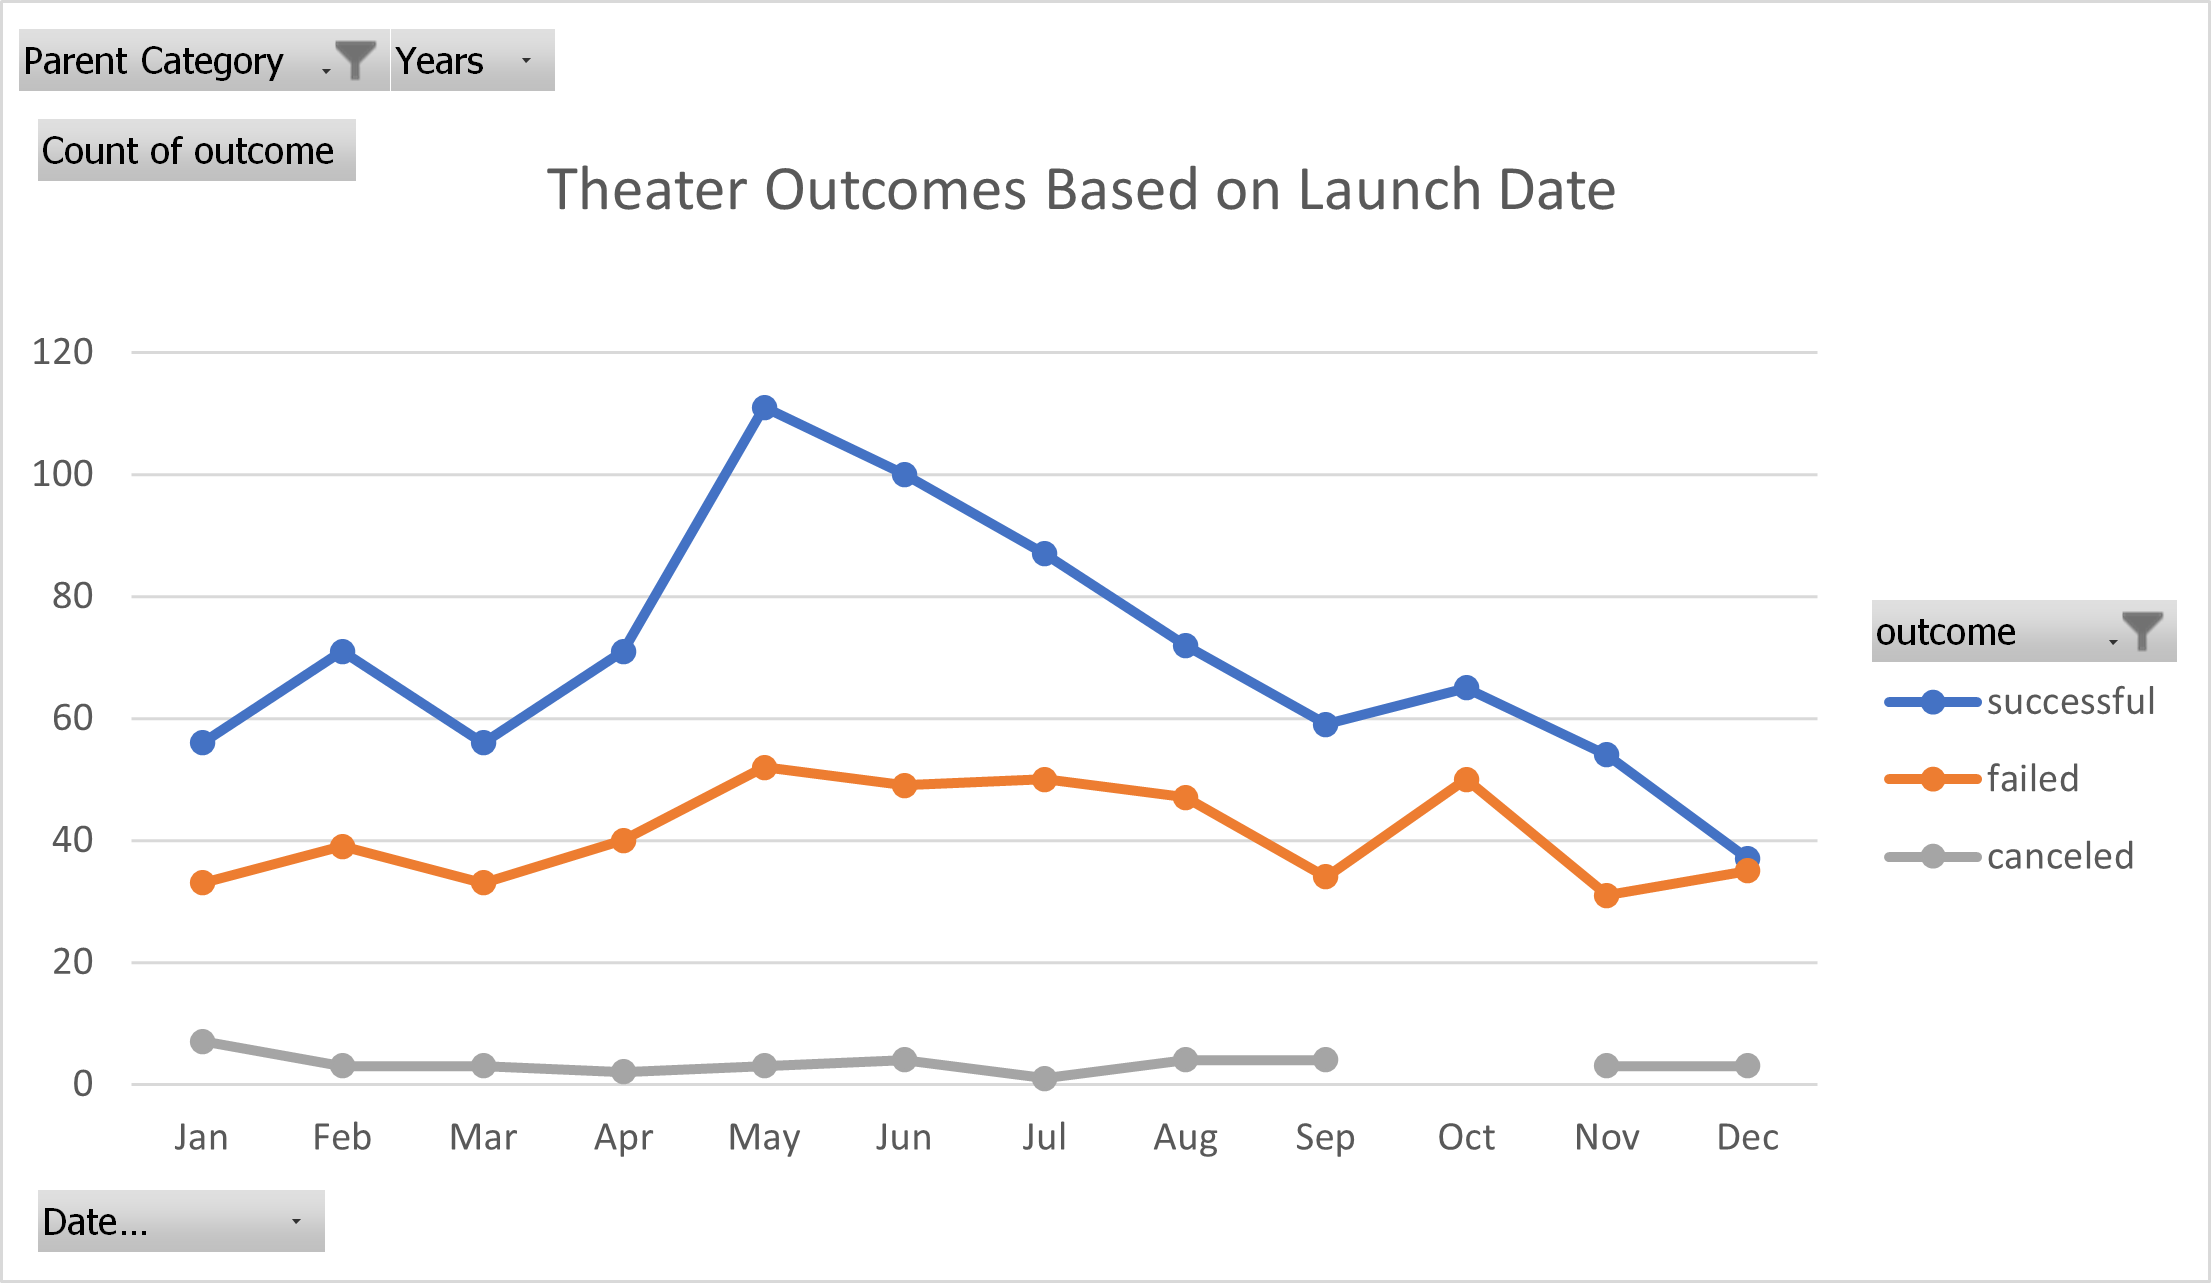 Parent Category Years
Count of outcome
Theater Outcomes Based on Launch Date
120
100
80
60
40
20
0
Jan Feb Mar Apr May Jun Jul Aug Sep Oct Nov Dec
outcome
successful
failed
canceled
Date...